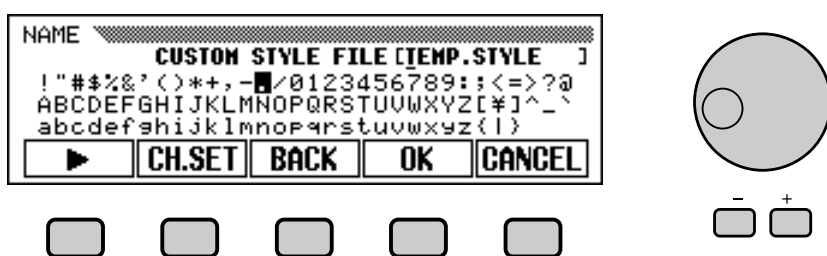 NAME
CUSTOM STYLE FILE [TEMP.STYLE ]
!"#$%&'()*+,-./0123456789:;<=>?@
ABCDEFGHIJKLMNOPQRSTUVWXYZ[¥]^_`
abcdefghijklmnopqrstuvwxyz{|}
▶ CH.SET BACK OK CANCEL
- +